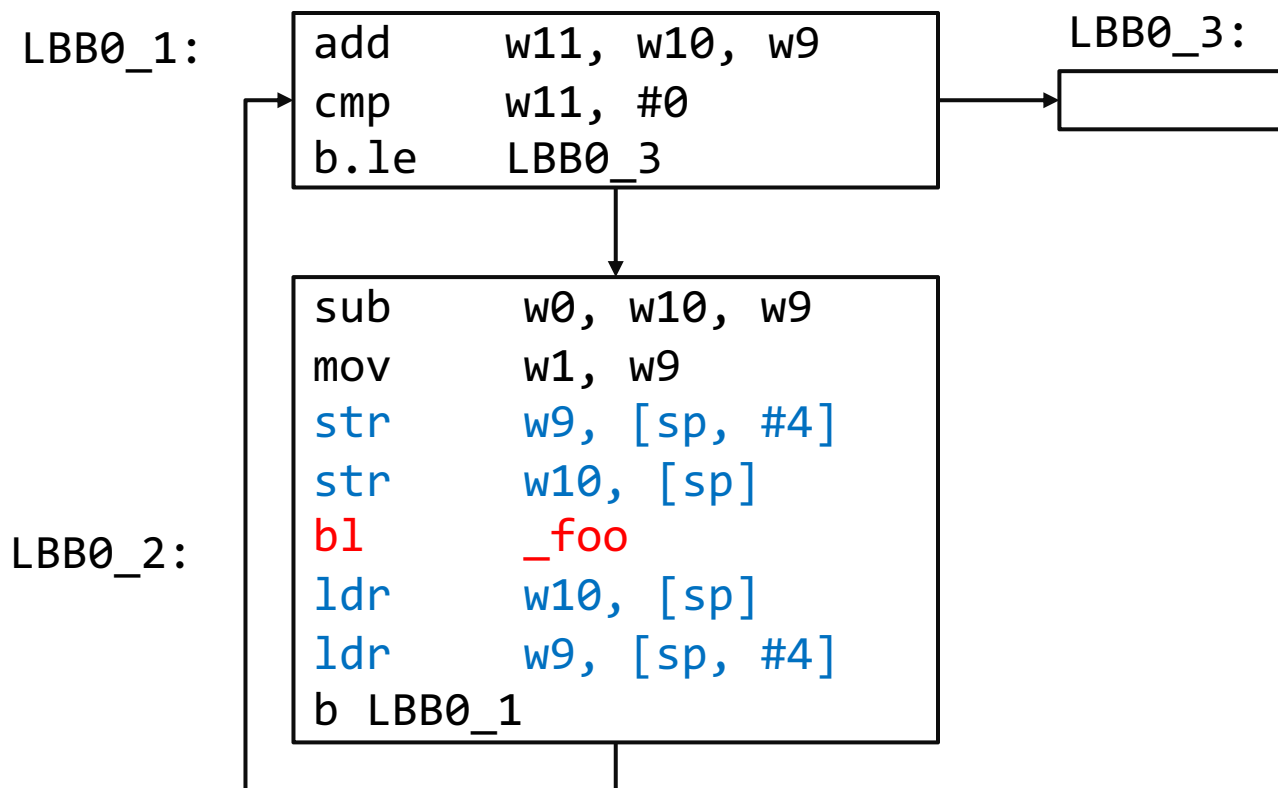 LBB0_1:
add w11, w10, w9
cmp w11, #0
b.le LBB0_3
LBB0_3:
LBB0_2:
sub w0, w10, w9
mov w1, w9
str w9, [sp, #4]
str w10, [sp]
bl _foo
ldr w10, [sp]
ldr w9, [sp, #4]
b LBB0_1